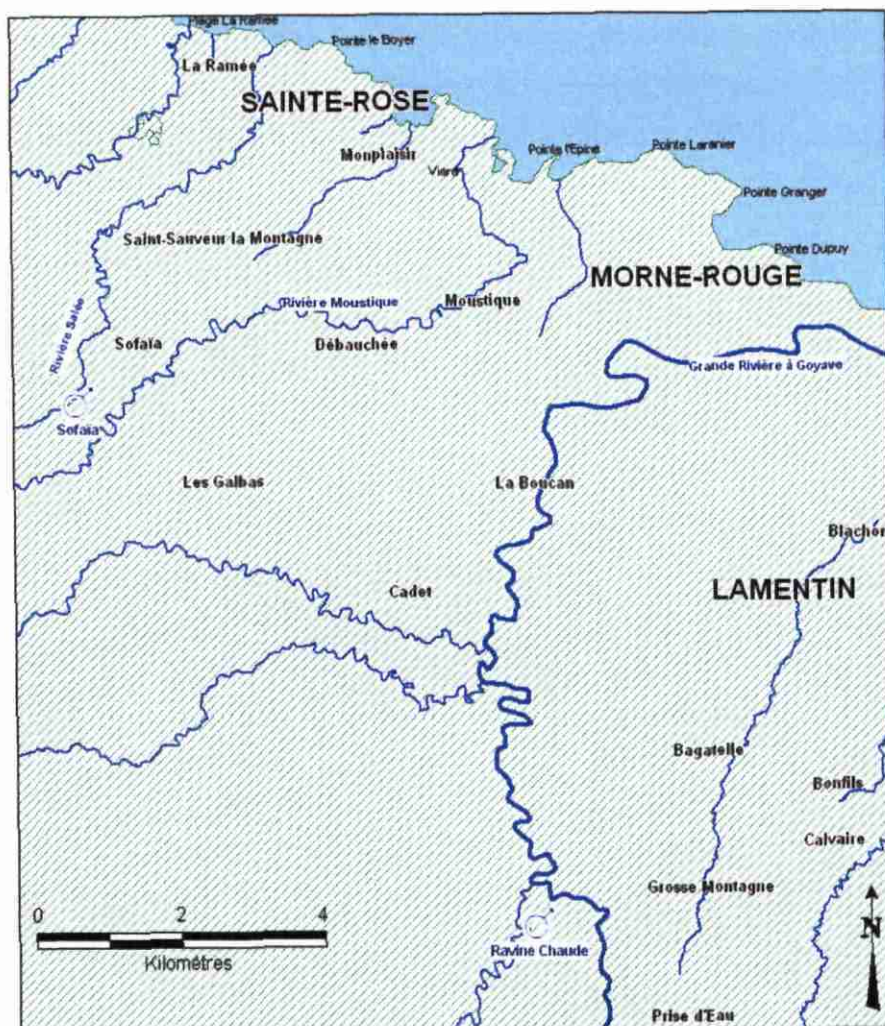 Plage La Ramée
Pointe le Boyer
La Ramée
SAINTE-ROSE
Monplaisir
Viard
Pointe l'Epine
Pointe Laranier
Pointe Granger
Saint-Sauveur la Montagne
Pointe Dupuy
MORNE-ROUGE
Rivière Moustique
Moustique
Rivière Salée
Sofaïa
Débauchée
Grande Rivière à Goyave
Sofaïa
Les Galbas
La Boucan
Blachon
Cadet
LAMENTIN
Bagatelle
Bonfils
Calvaire
Grosse Montagne
0 2 4
Kilomètres
N
Ravine Chaude
Prise d'Eau